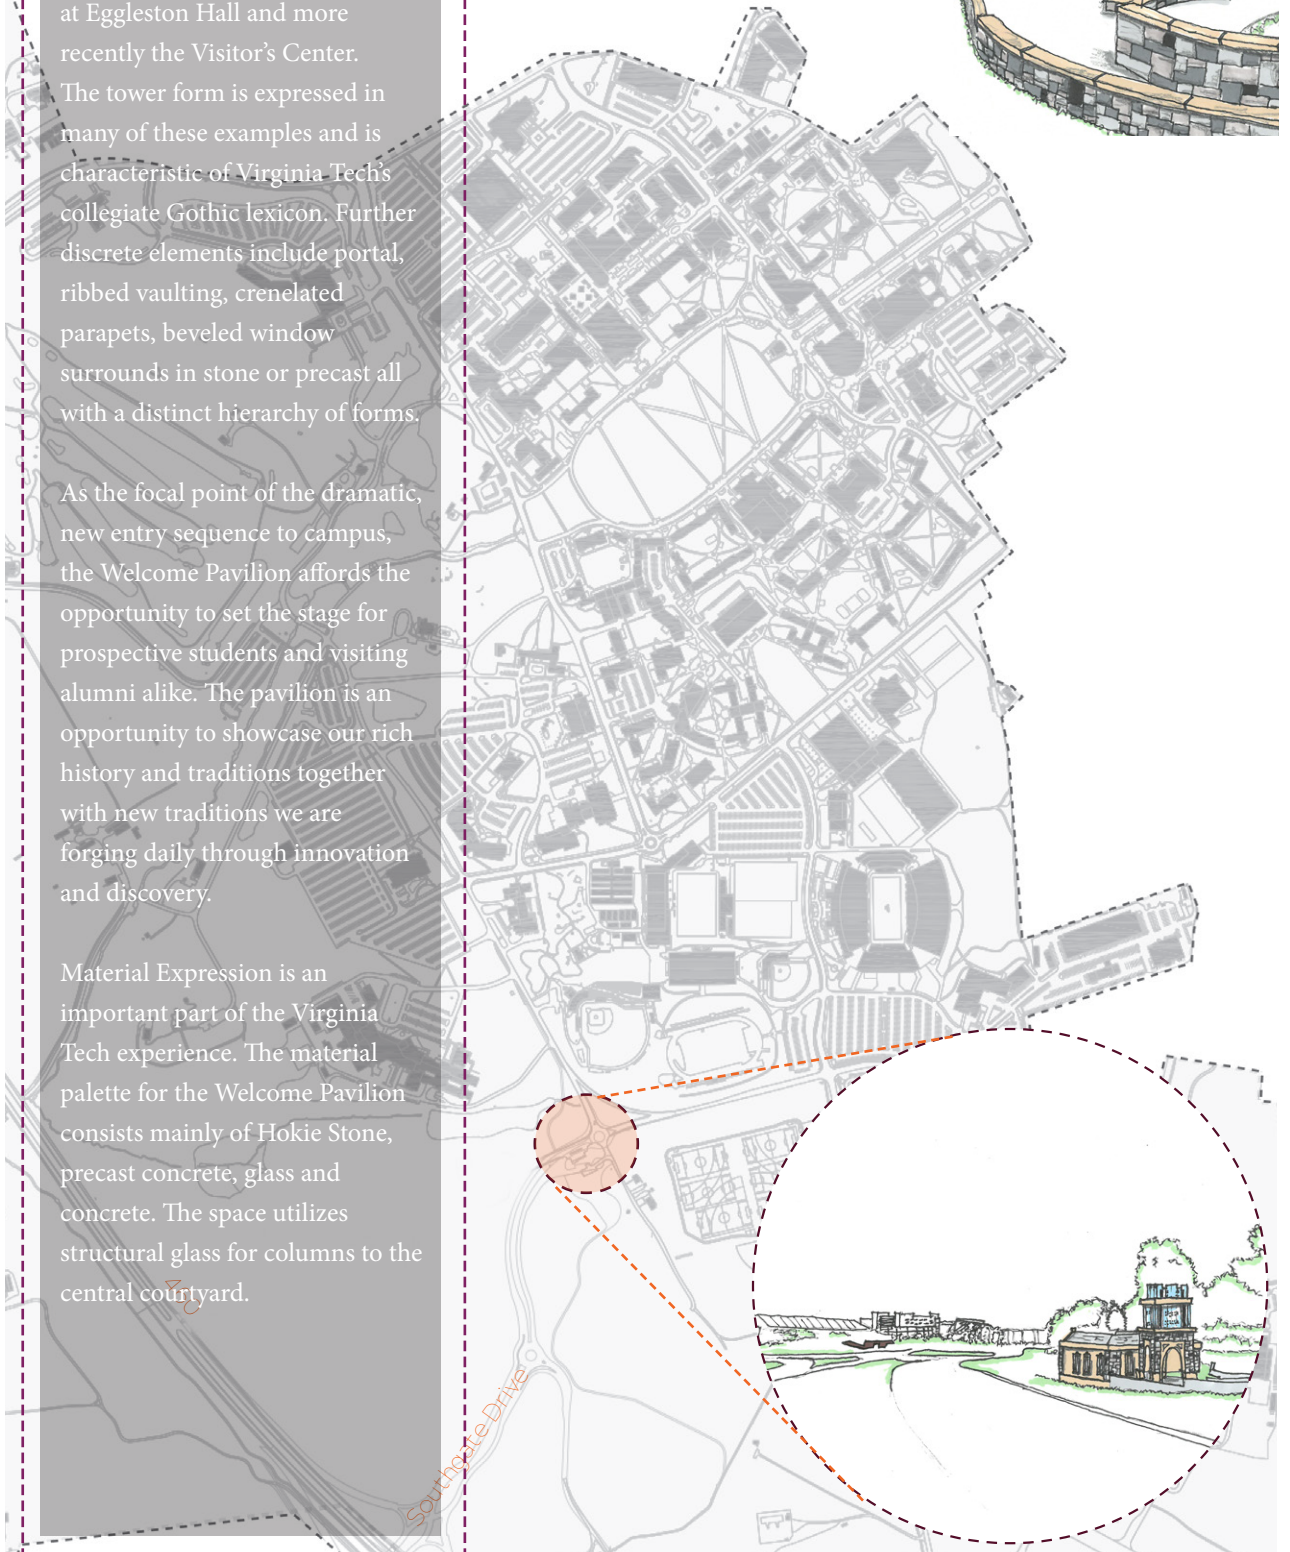 at Eggleston Hall and more
recently the Visitor’s Center.
The tower form is expressed in
many of these examples and is
characteristic of Virginia Tech’s
collegiate Gothic lexicon. Further
discrete elements include portal,
ribbed vaulting, crenelated
parapets, beveled window
surrounds in stone or precast all
with a distinct hierarchy of forms.
As the focal point of the dramatic,
new entry sequence to campus,
the Welcome Pavilion affords the
opportunity to set the stage for
prospective students and visiting
alumni alike. The pavilion is an
opportunity to showcase our rich
history and traditions together
with new traditions we are
forging daily through innovation
and discovery.
Material Expression is an
important part of the Virginia
Tech experience. The material
palette for the Welcome Pavilion
consists mainly of Hokie Stone,
precast concrete, glass and
concrete. The space utilizes
structural glass for columns to the
central courtyard.
460
Southgate Drive